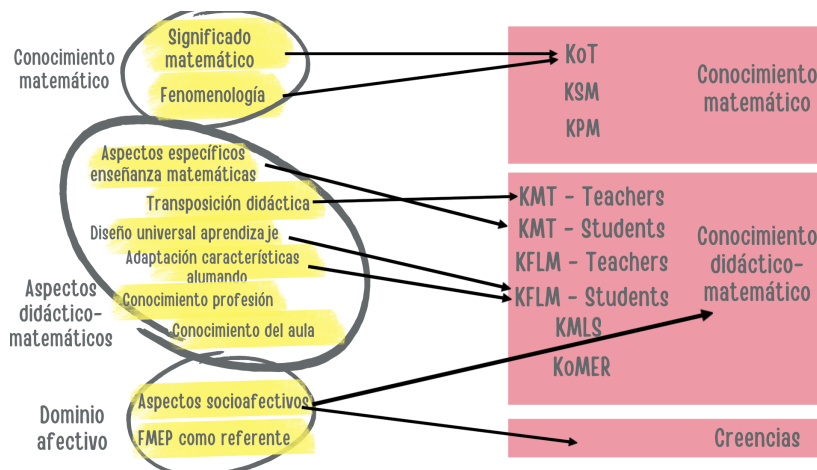 Conocimiento
matemático
Significado
matemático
Fenomenología
Aspectos
didáctico-
matemáticos
Aspectos específicos
enseñanza matemáticas
Transposición didáctica
Diseño universal aprendizaje
Adaptación características
alumando
Conocimiento profesión
Conocimiento del aula
Dominio
afectivo
Aspectos socioafectivos
FMEP como referente
KoT
KSM
KPM
Conocimiento
matemático
KMT - Teachers
KMT - Students
KFLM - Teachers
KFLM - Students
KMLS
KoMER
Conocimiento
didáctico-
matemático
Creencias